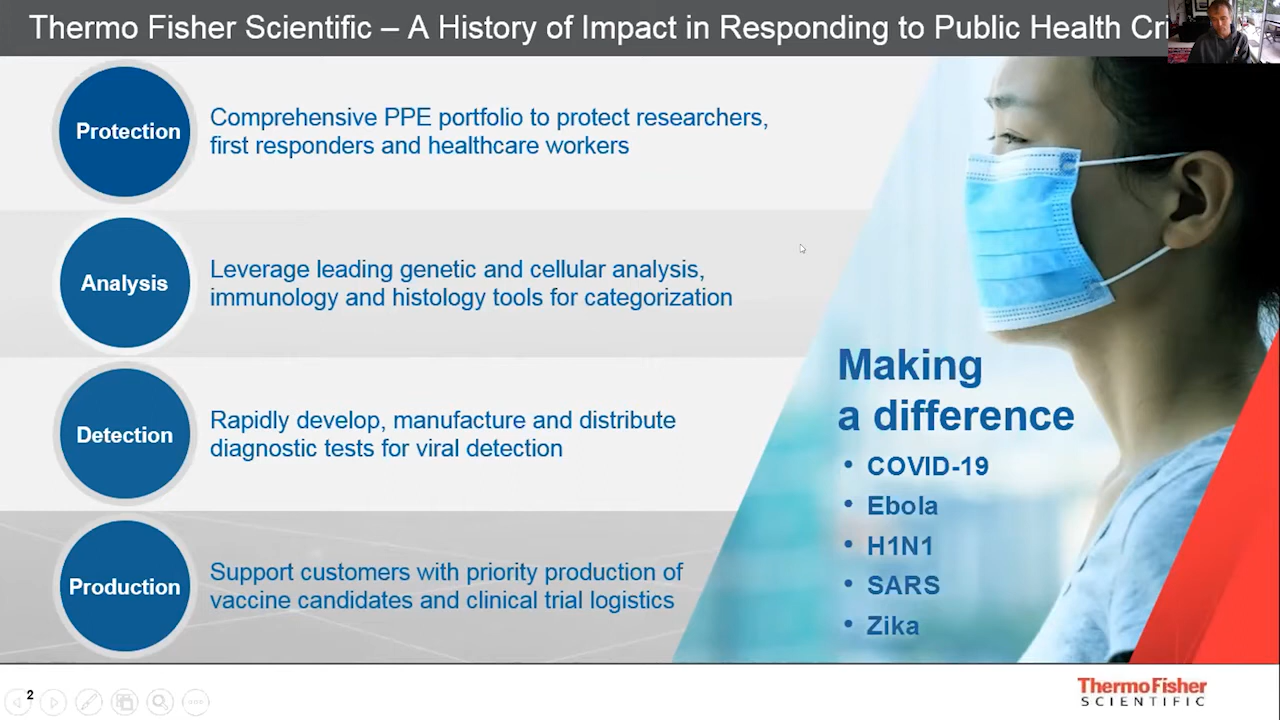 Thermo Fisher Scientific – A History of Impact in Responding to Public Health Cri
Protection
Comprehensive PPE portfolio to protect researchers,
first responders and healthcare workers
Analysis
Leverage leading genetic and cellular analysis,
immunology and histology tools for categorization
Detection
Rapidly develop, manufacture and distribute
diagnostic tests for viral detection
Production
Support customers with priority production of
vaccine candidates and clinical trial logistics
Making
a difference
• COVID-19
• Ebola
• H1N1
• SARS
• Zika
2
ThermoFisher
SCIENTIFIC